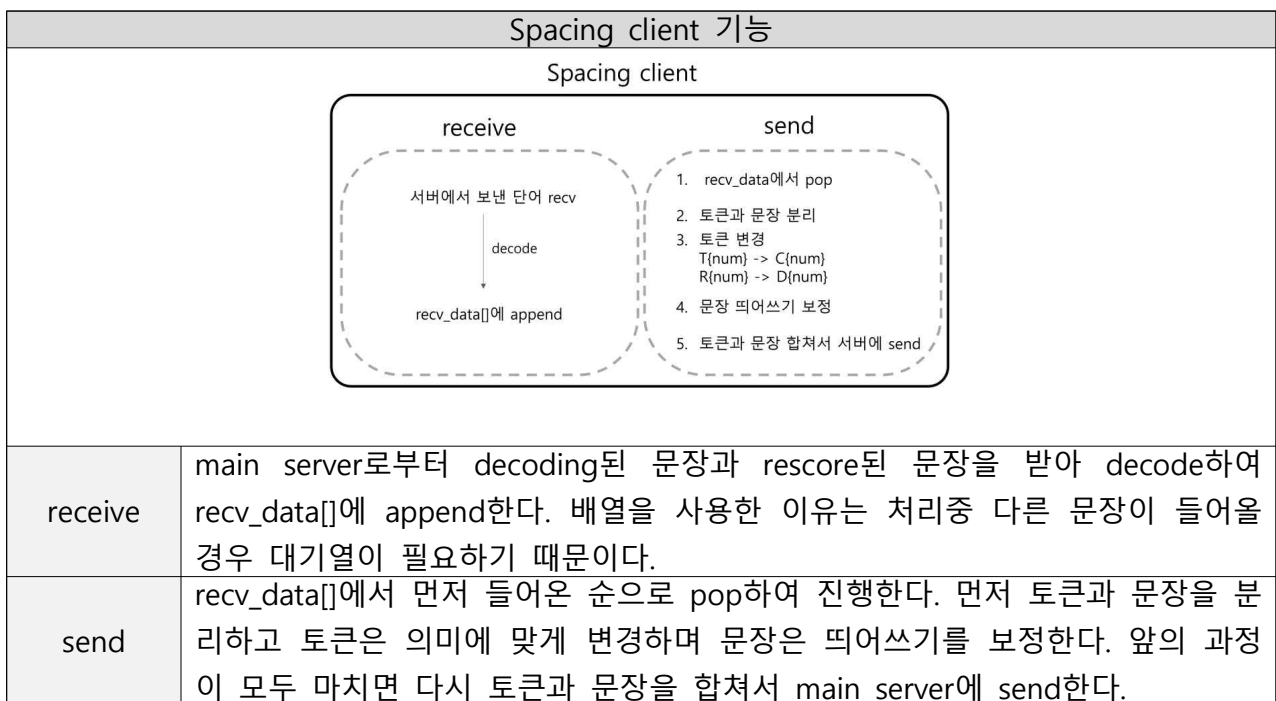 Spacing client 기능
Spacing client
receive
서버에서 보낸 단어 recv
decode
recv_data[]에 append
send
1. recv_data에서 pop
2. 토큰과 문장 분리
3. 토큰 변경
T{num} -> C{num}
R{num} -> D{num}
4. 문장 띄어쓰기 보정
5. 토큰과 문장 합쳐서 서버에 send
receive
main server로부터 decoding된 문장과 rescore된 문장을 받아 decode하여
recv_data[]에 append한다. 배열을 사용한 이유는 처리중 다른 문장이 들어올
경우 대기열이 필요하기 때문이다.
send
recv_data[]에서 먼저 들어온 순으로 pop하여 진행한다. 먼저 토큰과 문장을 분
리하고 토큰은 의미에 맞게 변경하며 문장은 띄어쓰기를 보정한다. 앞의 과정
이 모두 마치면 다시 토큰과 문장을 합쳐서 main server에 send한다.